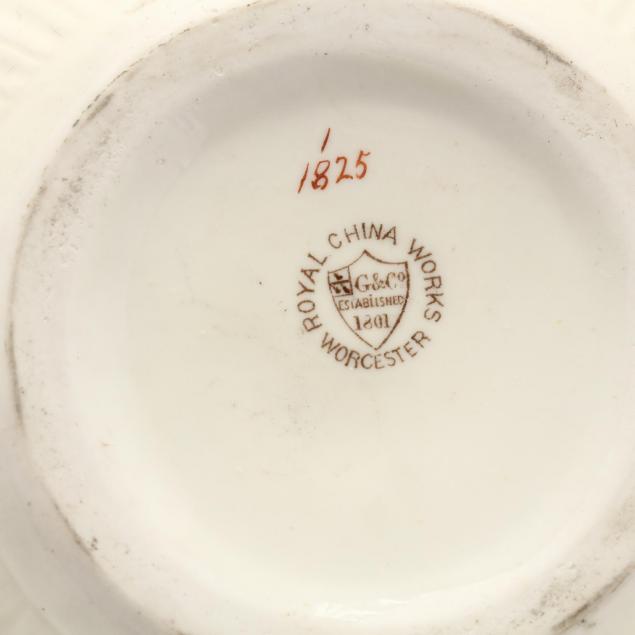 1
1825
ROYAL CHINA WORKS
G&Co
ESTABLISHED
1801
WORCESTER